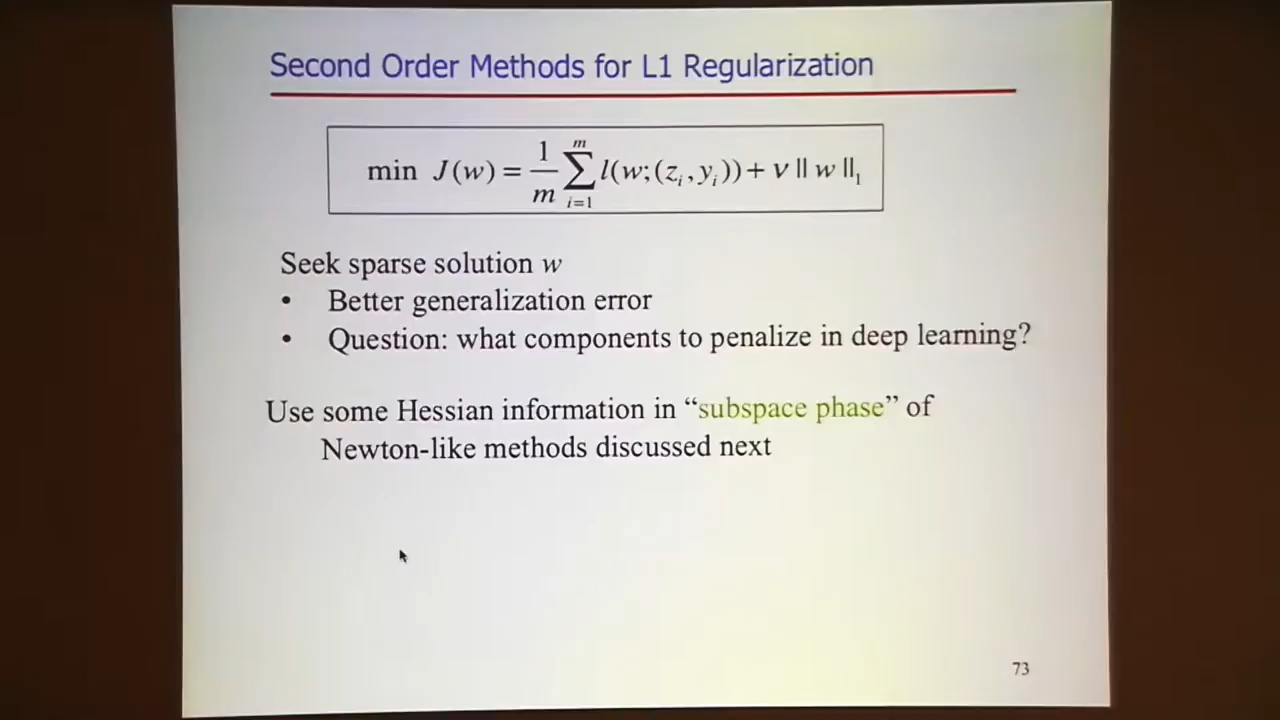 Second Order Methods for L1 Regularization
min J(w) = \frac{1}{m} \sum_{i=1}^{m} l(w;(z_i, y_i)) + ν || w ||_1
Seek sparse solution w
• Better generalization error
• Question: what components to penalize in deep learning?
Use some Hessian information in “subspace phase” of
Newton-like methods discussed next
73